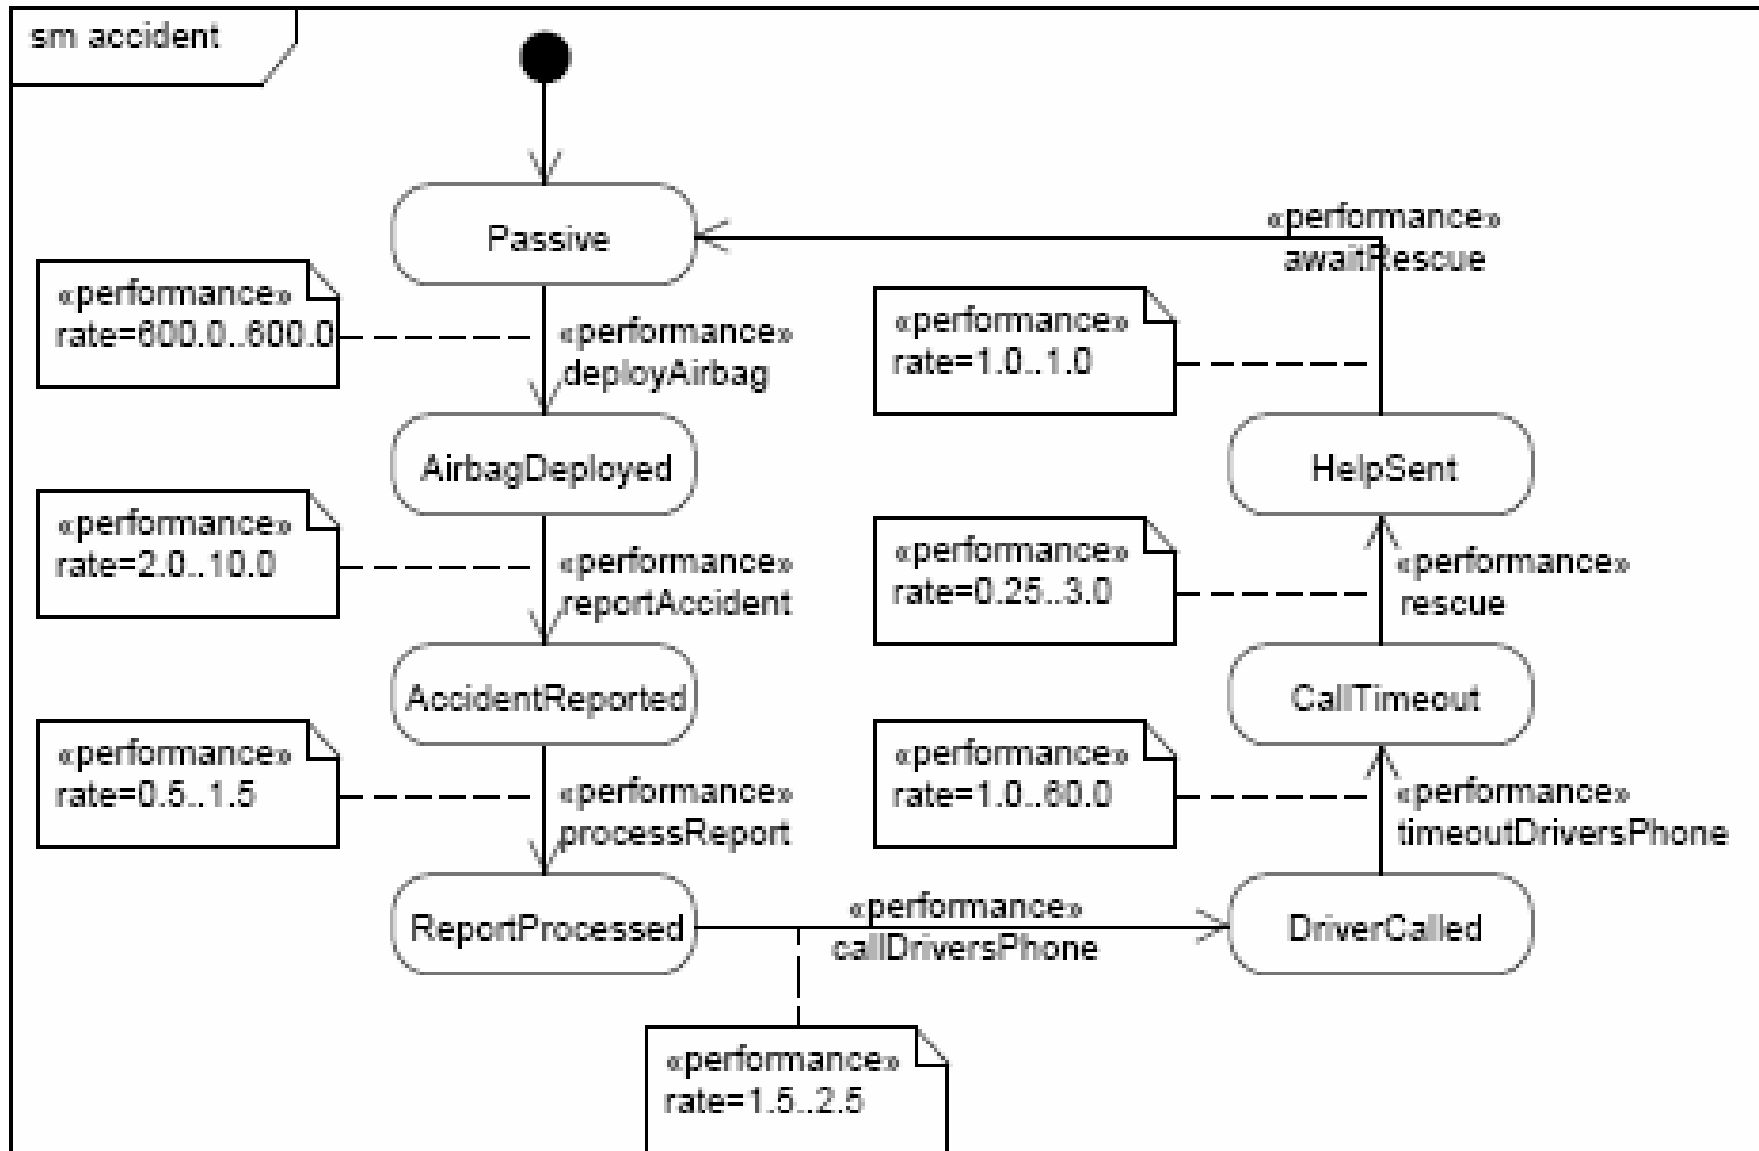 sm accident
Passive
«performance»
rate=600.0..600.0
«performance»
deployAirbag
AirbagDeployed
«performance»
rate=2.0..10.0
«performance»
reportAccident
AccidentReported
«performance»
rate=0.5..1.5
«performance»
processReport
ReportProcessed
«performance»
callDriversPhone
«performance»
rate=1.5..2.5
DriverCalled
«performance»
rate=1.0..60.0
«performance»
timeoutDriversPhone
CallTimeout
«performance»
rate=0.25..3.0
«performance»
rescue
HelpSent
«performance»
rate=1.0..1.0
«performance»
awaitRescue